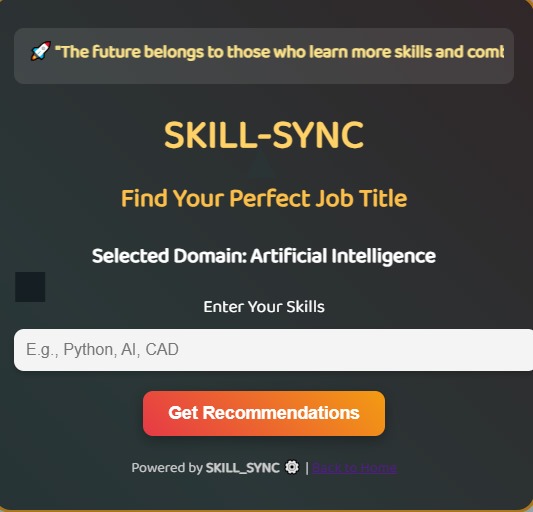 🚀 "The future belongs to those who learn more skills and
SKILL-SYNC
Find Your Perfect Job Title
Selected Domain: Artificial Intelligence
Enter Your Skills
E.g., Python, AI, CAD
Get Recommendations
Powered by SKILL_SYNC ⚙️ | Back to Home